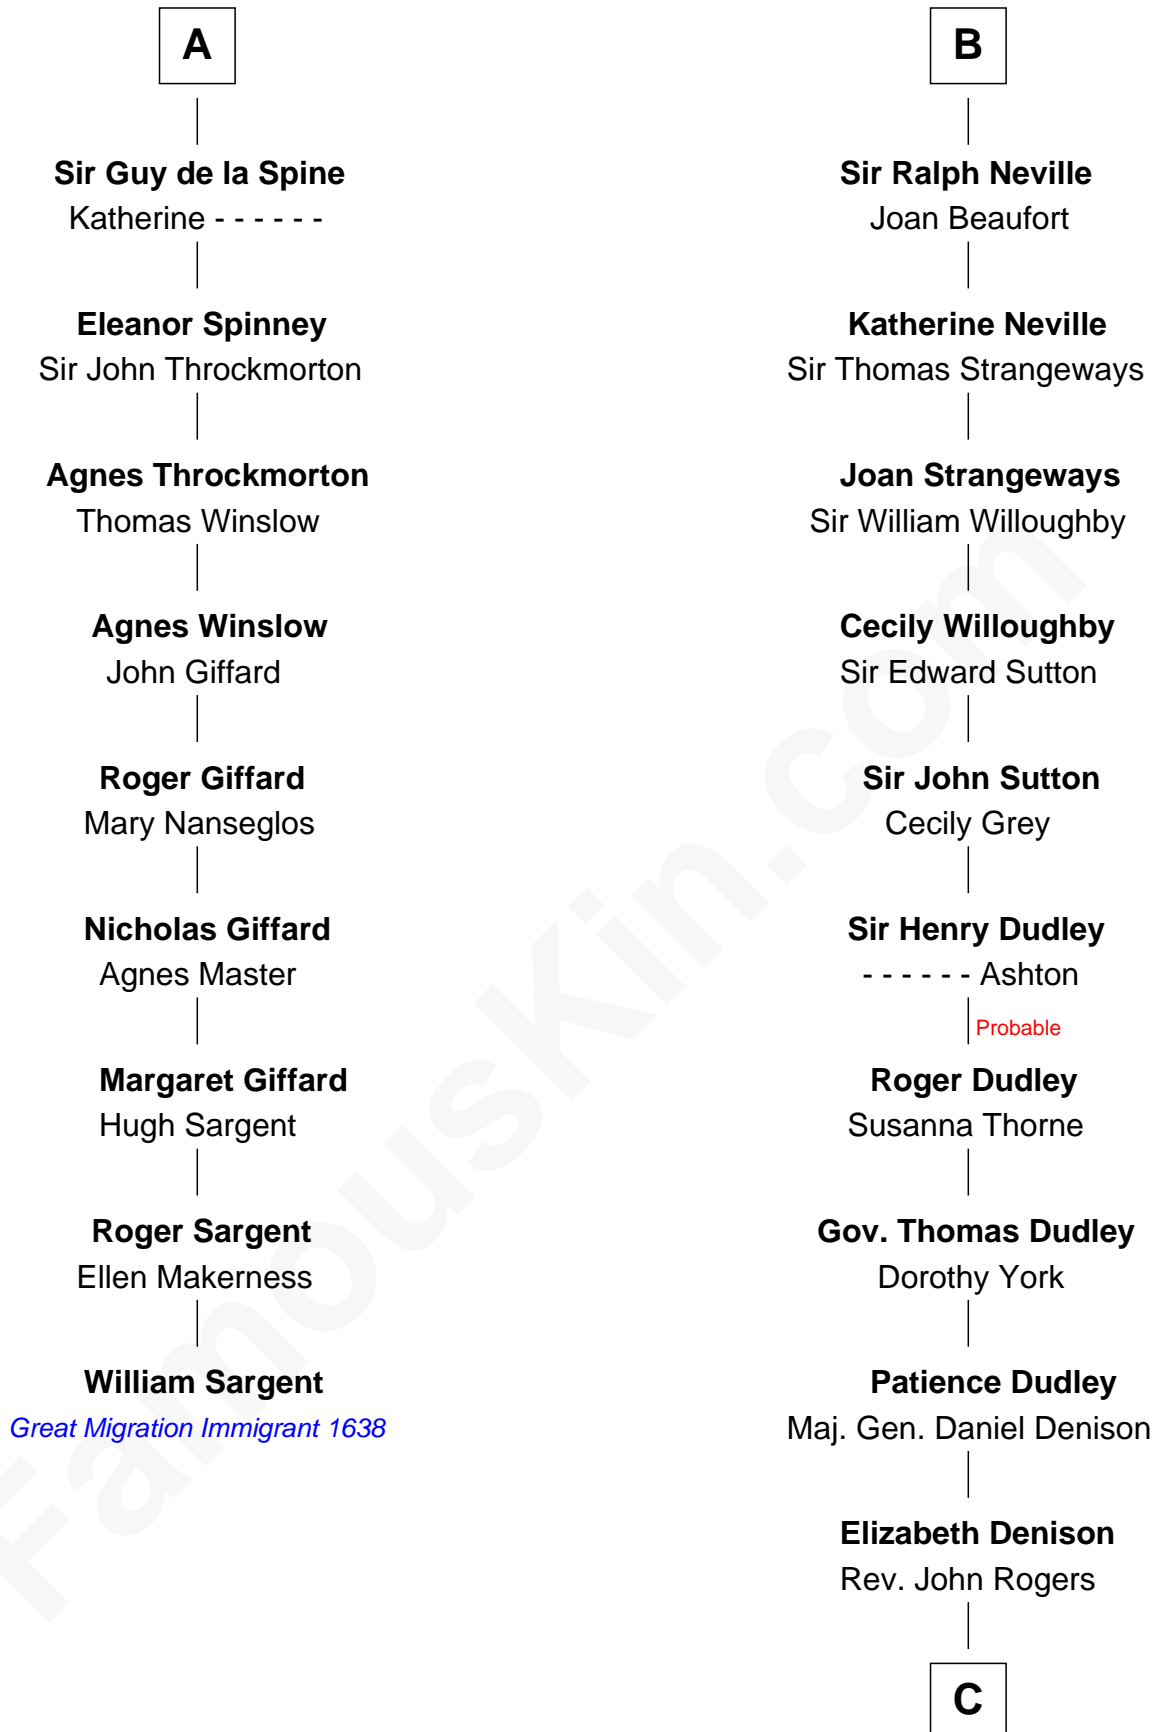 A
Sir Guy de la Spine
Katherine - - - - - -
Eleanor Spinney
Sir John Throckmorton
Agnes Throckmorton
Thomas Winslow
Agnes Winslow
John Giffard
Roger Giffard
Mary Nanseglos
Nicholas Giffard
Agnes Master
Margaret Giffard
Hugh Sargent
Roger Sargent
Ellen Makerness
William Sargent
Great Migration Immigrant 1638
B
Sir Ralph Neville
Joan Beaufort
Katherine Neville
Sir Thomas Strangeways
Joan Strangeways
Sir William Willoughby
Cecily Willoughby
Sir Edward Sutton
Sir John Sutton
Cecily Grey
Sir Henry Dudley
- - - - - - Ashton
Probable
Roger Dudley
Susanna Thorne
Gov. Thomas Dudley
Dorothy York
Patience Dudley
Maj. Gen. Daniel Denison
Elizabeth Denison
Rev. John Rogers
C
FamousKin.com